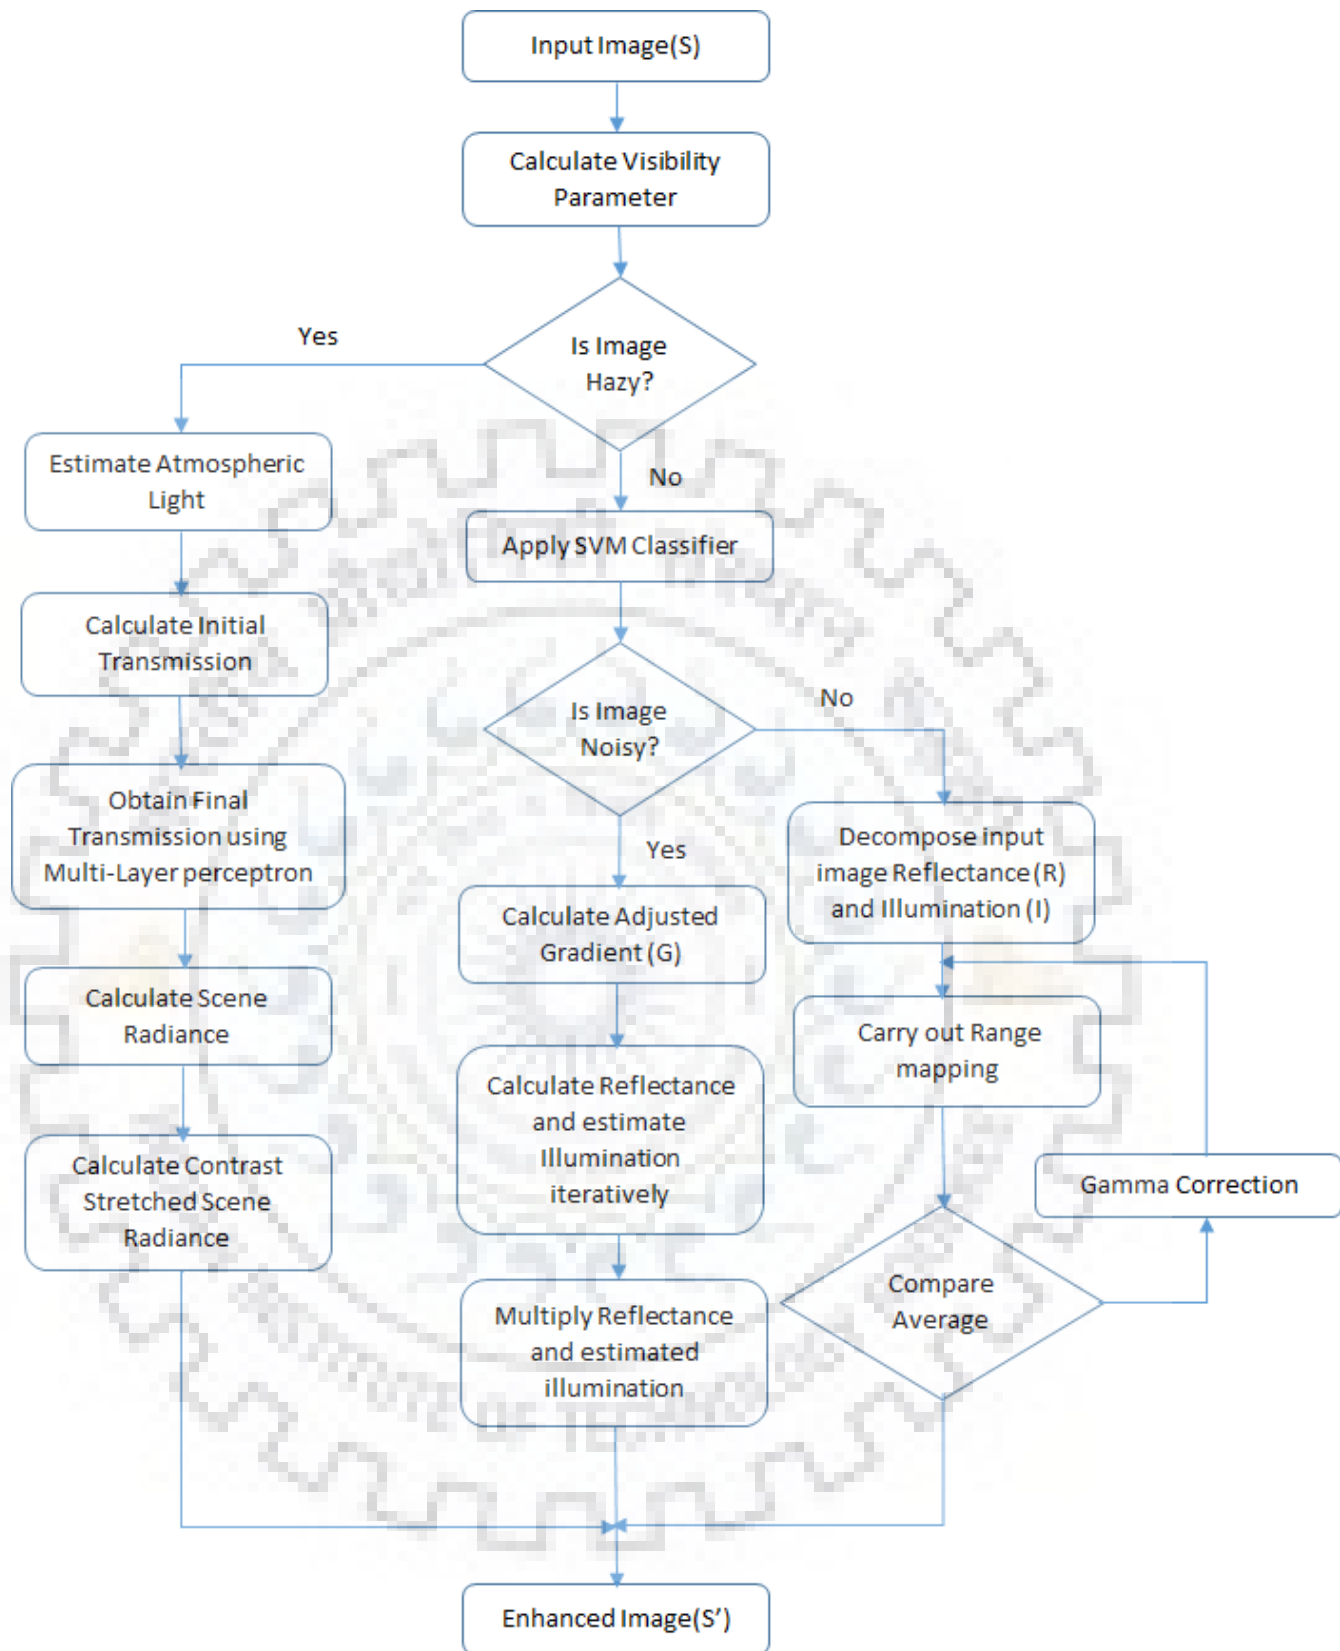 Input Image(S)
Calculate Visibility
Parameter
Is Image
Hazy?
Yes
No
Estimate Atmospheric
Light
Calculate Initial
Transmission
Obtain Final
Transmission using
Multi-Layer perceptron
Calculate Scene
Radiance
Calculate Contrast
Stretched Scene
Radiance
Apply SVM Classifier
Is Image
Noisy?
Yes
No
Calculate Adjusted
Gradient (G)
Calculate Reflectance
and estimate
Illumination
iteratively
Multiply Reflectance
and estimated
illumination
Decompose input
image Reflectance (R)
and Illumination (I)
Carry out Range
mapping
Compare
Average
Gamma Correction
Enhanced Image(S’)